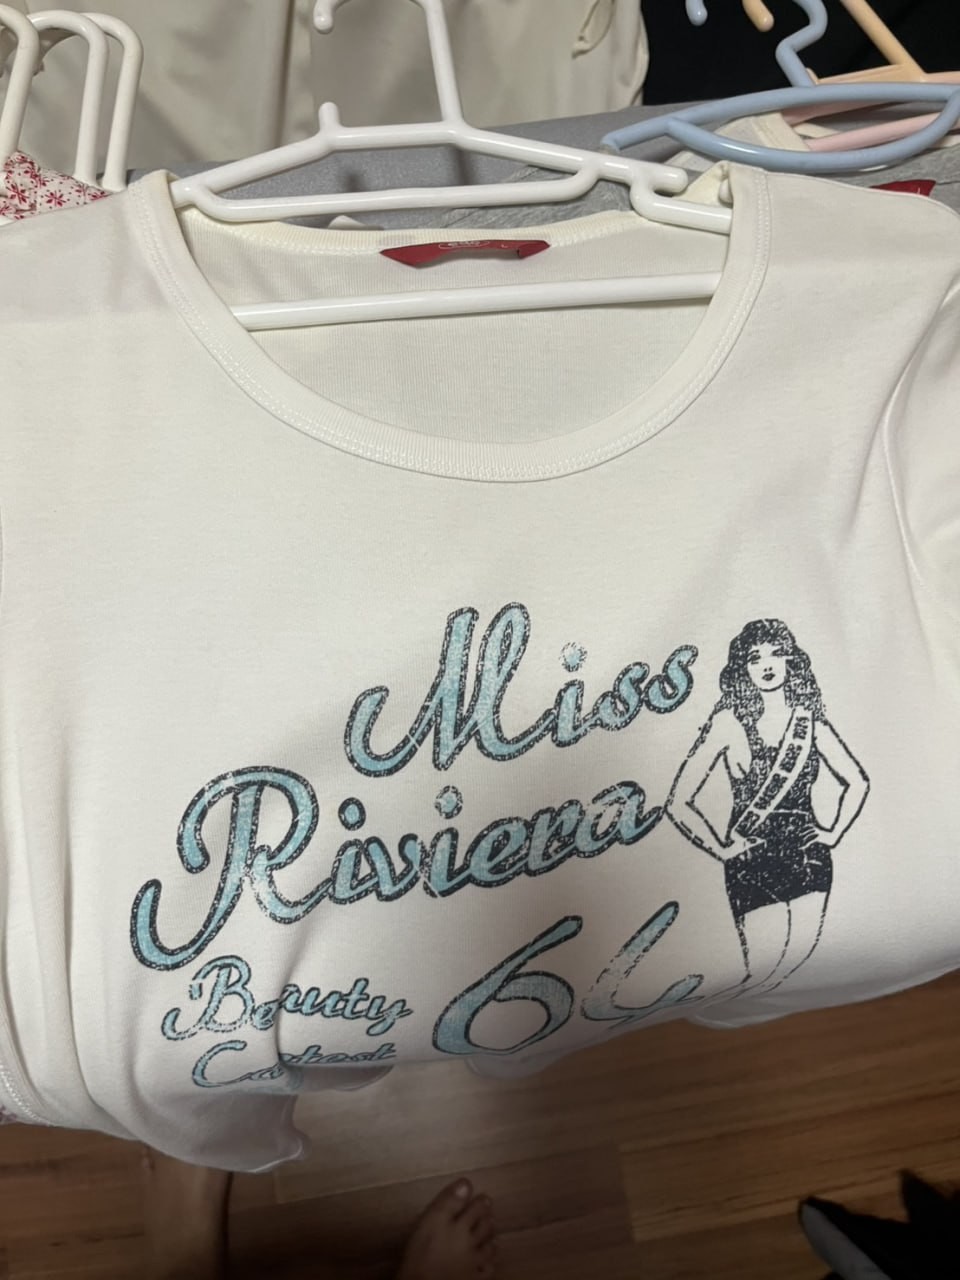 Miss
Riviera
Beauty 64
Contest